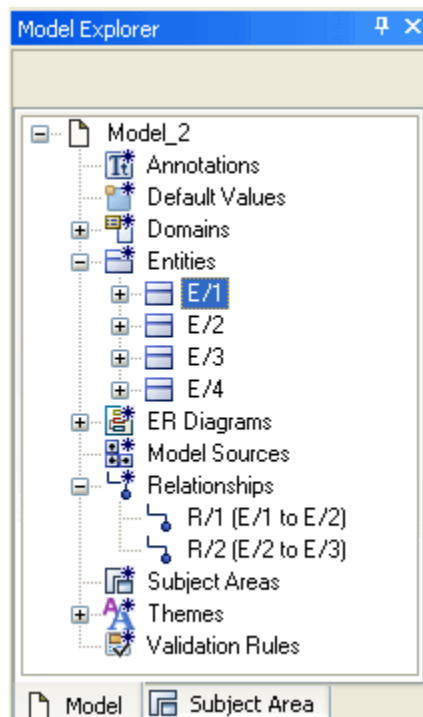 Model Explorer
Model_2
Annotations
Default Values
Domains
Entities
E/1
E/2
E/3
E/4
ER Diagrams
Model Sources
Relationships
R/1 (E/1 to E/2)
R/2 (E/2 to E/3)
Subject Areas
Themes
Validation Rules
Model Subject Area